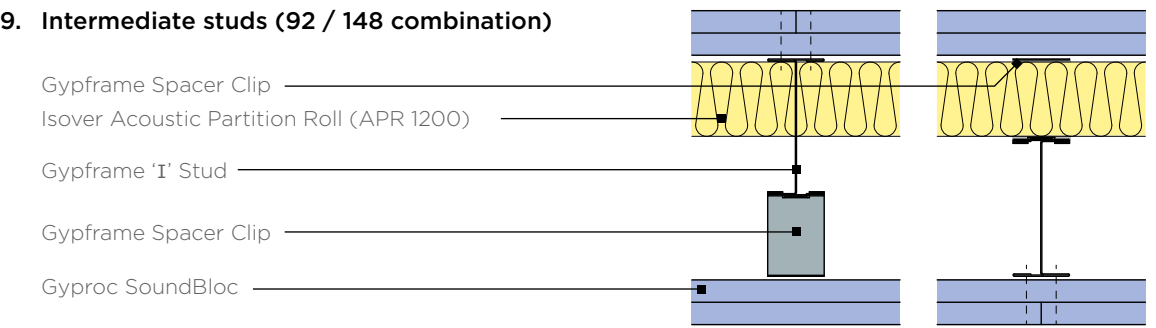 9. Intermediate studs (92 / 148 combination)
Gypframe Spacer Clip
Isover Acoustic Partition Roll (APR 1200)
Gypframe ‘I’ Stud
Gypframe Spacer Clip
Gyproc SoundBloc